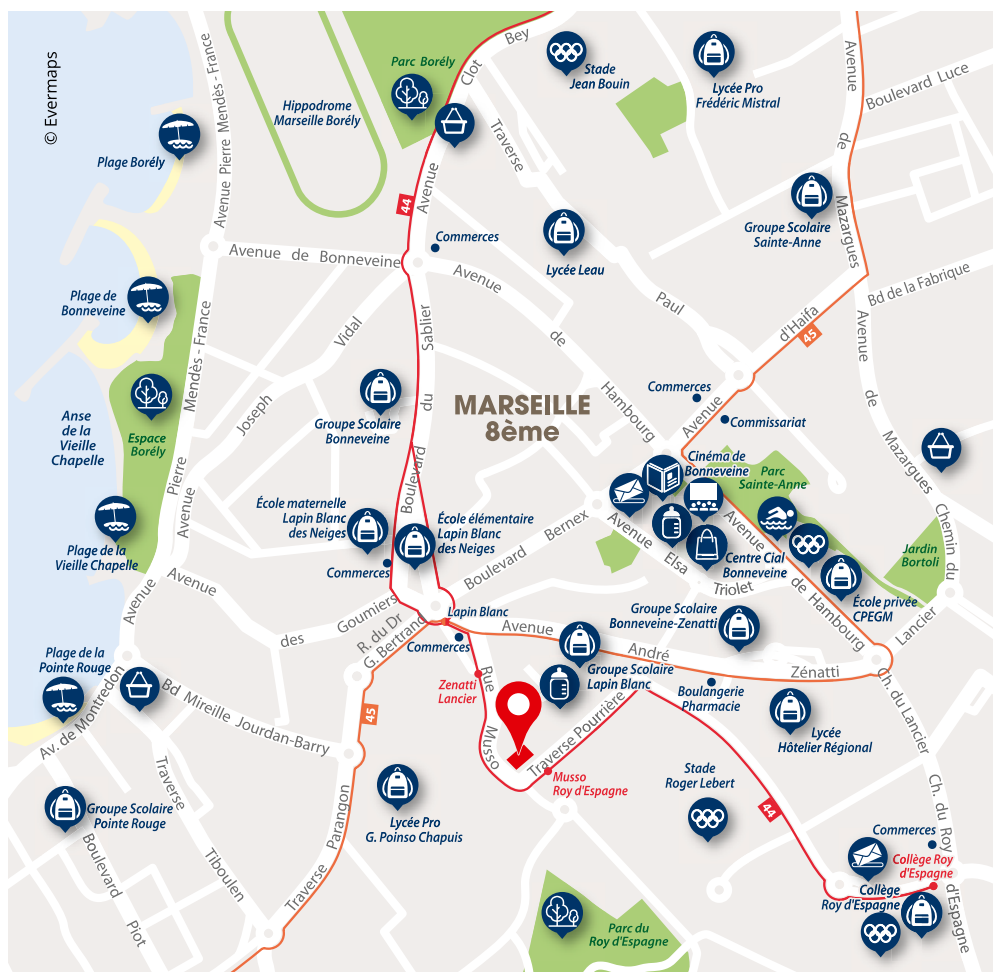 © Evermaps
Bey
Clot
Parc Borély
Stade
Jean Bouin
Lycée Pro
Frédéric Mistral
Avenue
Boulevard Luce
de
Mazargues
Hippodrome
Marseille Borély
Avenue Pierre Mendès-France
Plage Borély
Traverse
44
Avenue
Groupe Scolaire
Sainte-Anne
Commerces
Avenue de Bonneveine
Lycée Leau
Avenue
de
Hambourg
Paul
Bd de la Fabrique
Plage de
Bonneveine
Vidal
Joseph
Sablier
du
Boulevard
d'Haifa
45
Avenue
Avenue
de
Mazargues
Mendès - France
Pierre
Avenue
Groupe Scolaire
Bonneveine
MARSEILLE
8ème
Commerces
Commissariat
Anse
de la
Vieille
Chapelle
Espace
Borély
Cinéma de
Bonneveine
Parc
Sainte-Anne
École maternelle
Lapin Blanc
des Neiges
École élémentaire
Lapin Blanc
des Neiges
Plage de la
Vieille Chapelle
Commerces
Boulevard Bernex
Avenue
Elsa
Triolet
Centre Cial
Bonneveine
Avenue
de Hambourg
Chemin du
Lancier
Jardin
Bortoli
École privée
CPEGM
Avenue
des
Goumiers
R. du Dr
G. Bertrand
Lapin Blanc
Commerces
Avenue
André
Zénatti
Groupe Scolaire
Bonneveine-Zenatti
Avenue
Plage de la
Pointe Rouge
Av. de Montredon
Bd Mireille Jourdan-Barry
45
Zenatti
Lancier
Rue
Musso
Groupe Scolaire
Lapin Blanc
Boulangerie
Pharmacie
Lycée
Hôtelier Régional
Ch. du Lancier
Traverse Pourrière
Musso
Roy d'Espagne
Stade
Roger Lebert
44
Groupe Scolaire
Pointe Rouge
Traverse
Tiboulen
Boulevard
Piot
Traverse Parangon
Lycée Pro
G. Poinso Chapuis
Commerces
Collège Roy
d'Espagne
Collège
Roy d'Espagne
Ch. du Roy
d'Espagne
Parc du
Roy d'Espagne